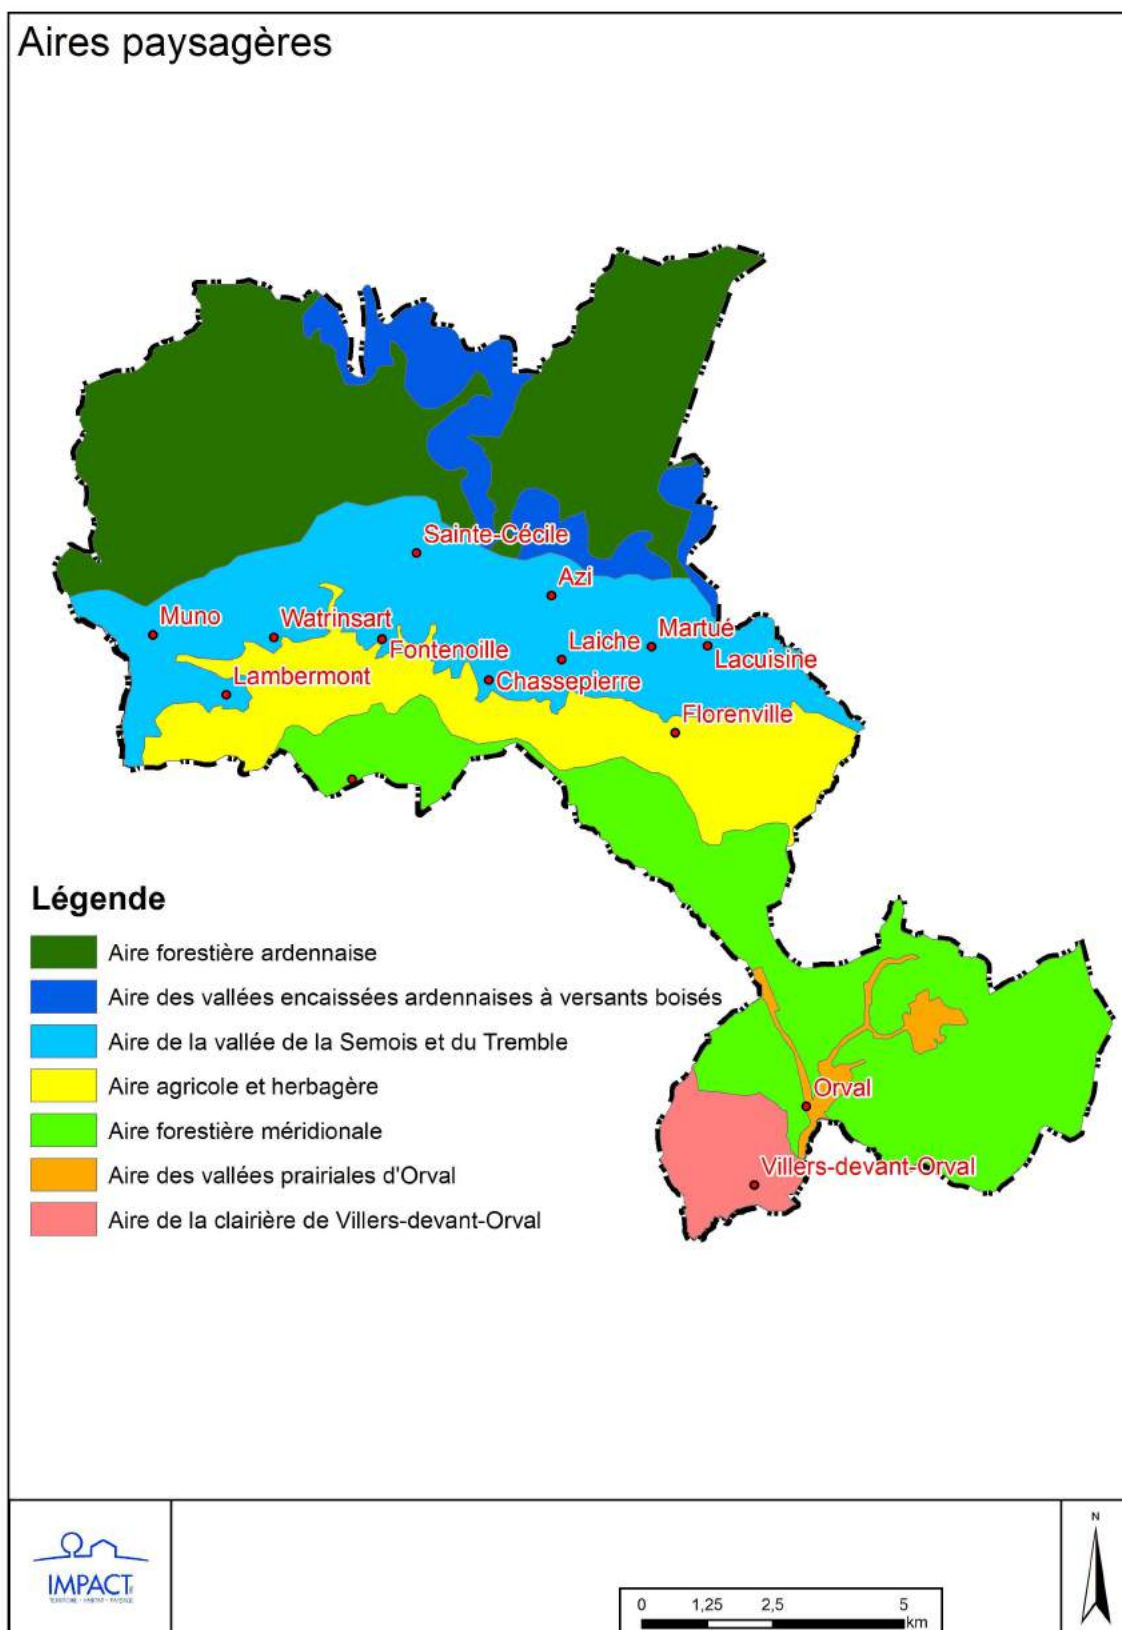 Aires paysagères
Sainte-Cécile
Azi
Muno
Watrinsart
Fontenoille
Laiche
Martué
Lacuisine
Lambermont
Chassepierre
Florenville
Légende
Aire forestière ardennaise
Aire des vallées encaissées ardennaises à versants boisés
Aire de la vallée de la Semois et du Tremble
Aire agricole et herbagère
Aire forestière méridionale
Aire des vallées prairiales d'Orval
Aire de la clairière de Villers-devant-Orval
Orval
Villers-devant-Orval
IMPACT
TERRITOIRE - HABITAT - PAYSAGE
N
0 1,25 2,5 5
km